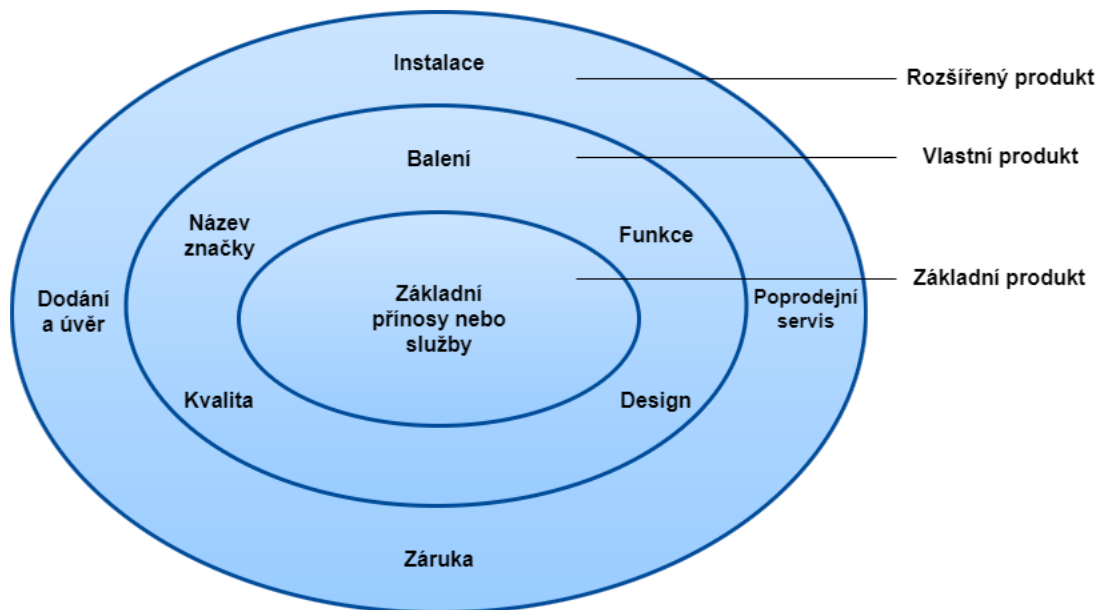 Instalace
Rozšířený produkt
Balení
Vlastní produkt
Název
značky
Funkce
Základní produkt
Dodání
a úvěr
Základní
přínosy nebo
služby
Poprodejní
servis
Kvalita
Design
Záruka